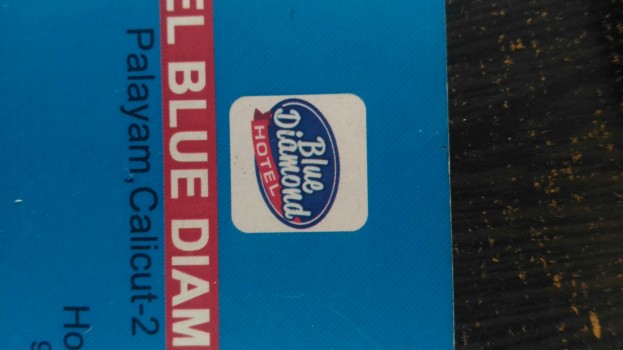 Blue
Diamond
HOTEL
EL BLUE DIAM
Palayam, Calicut-2
Ho
g